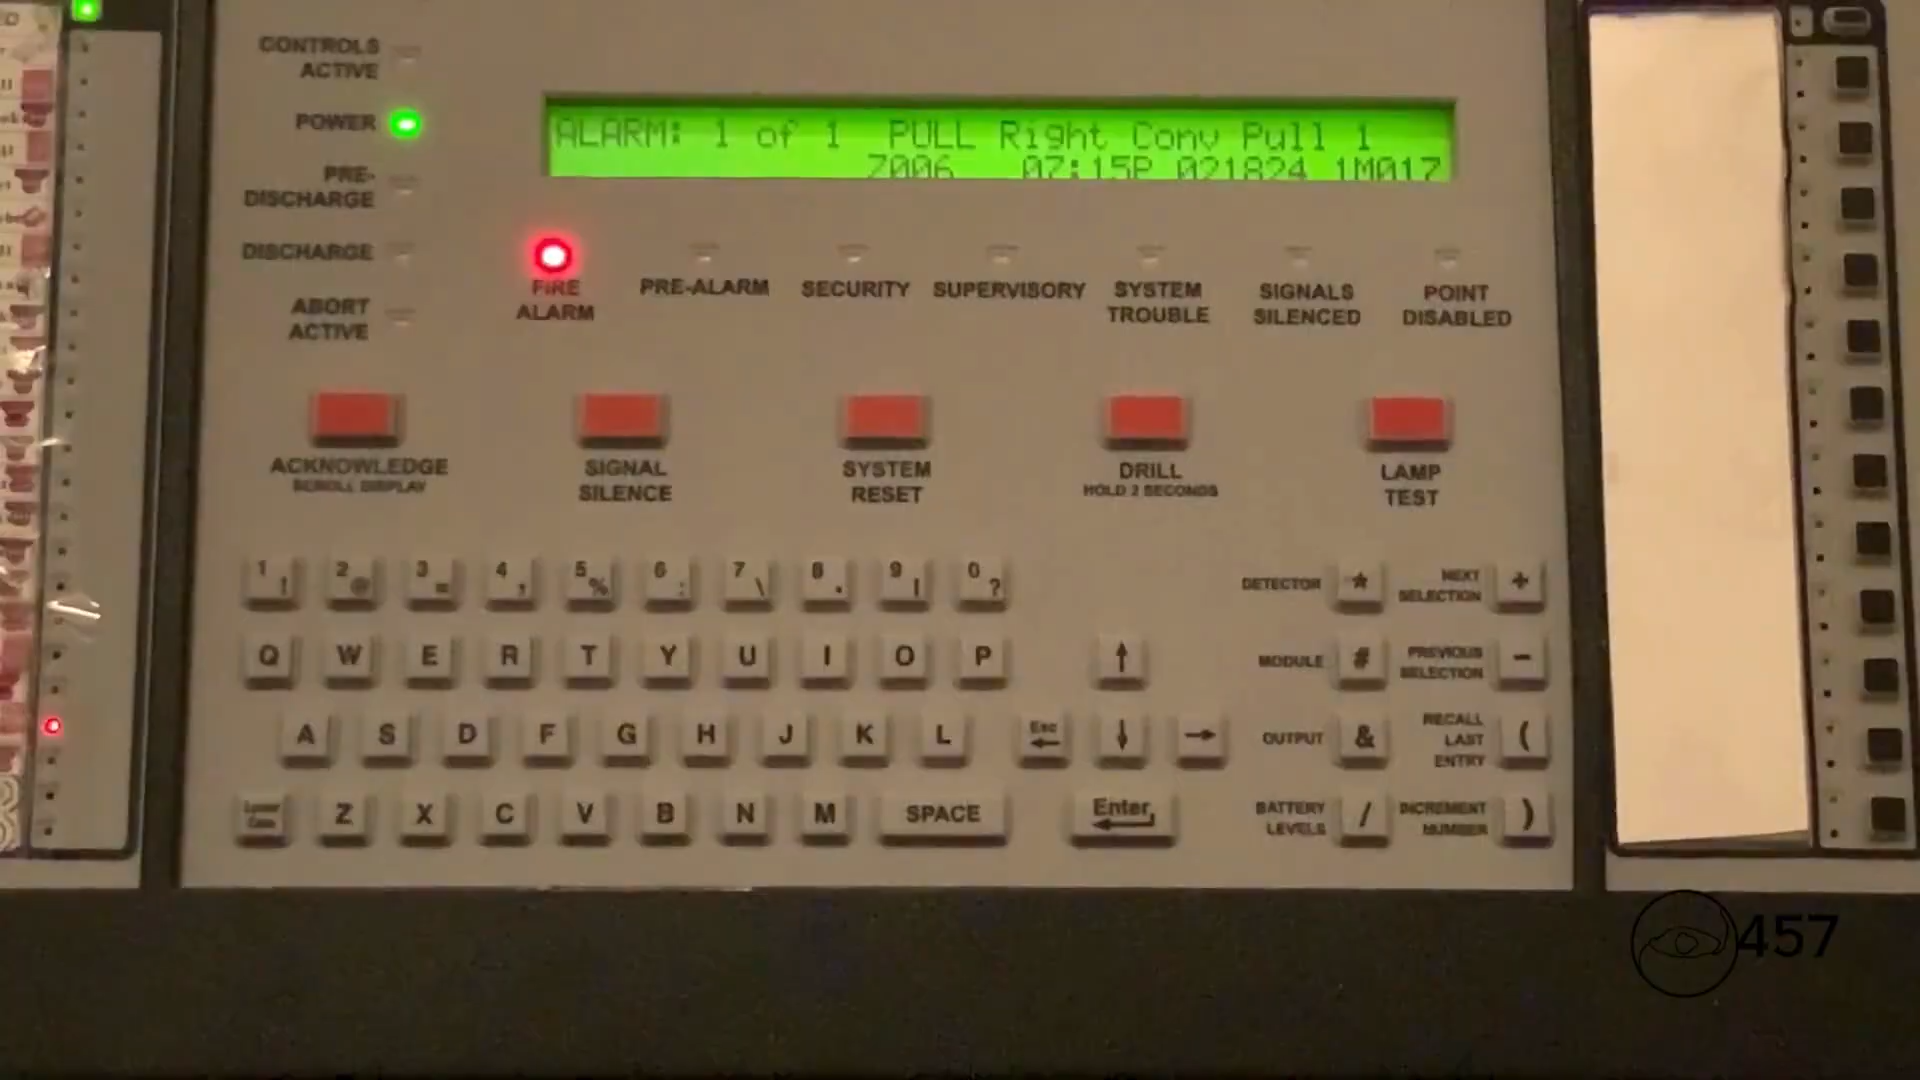 CONTROLS
ACTIVE
POWER
PRE-
DISCHARGE
DISCHARGE
ABORT
ACTIVE
ALARM: 1 of 1 PULL Right Conv Pull 1
Z006 07:15P 021824 1M017
FIRE
ALARM
PRE-ALARM
SECURITY
SUPERVISORY
SYSTEM
TROUBLE
SIGNALS
SILENCED
POINT
DISABLED
ACKNOWLEDGE
SCROLL DISPLAY
SIGNAL
SILENCE
SYSTEM
RESET
DRILL
HOLD 2 SECONDS
LAMP
TEST
1 ! 2 @ 3 = 4 , 5 % 6 : 7 \ 8 . 9 | 0 ?
DETECTOR * NEXT
SELECTION +
Q W E R T Y U I O P
MODULE # PREVIOUS
SELECTION -
A S D F G H J K L Esc
OUTPUT & RECALL
LAST
ENTRY (
Z X C V B N M SPACE Enter
BATTERY
LEVELS / INCREMENT
NUMBER )
457